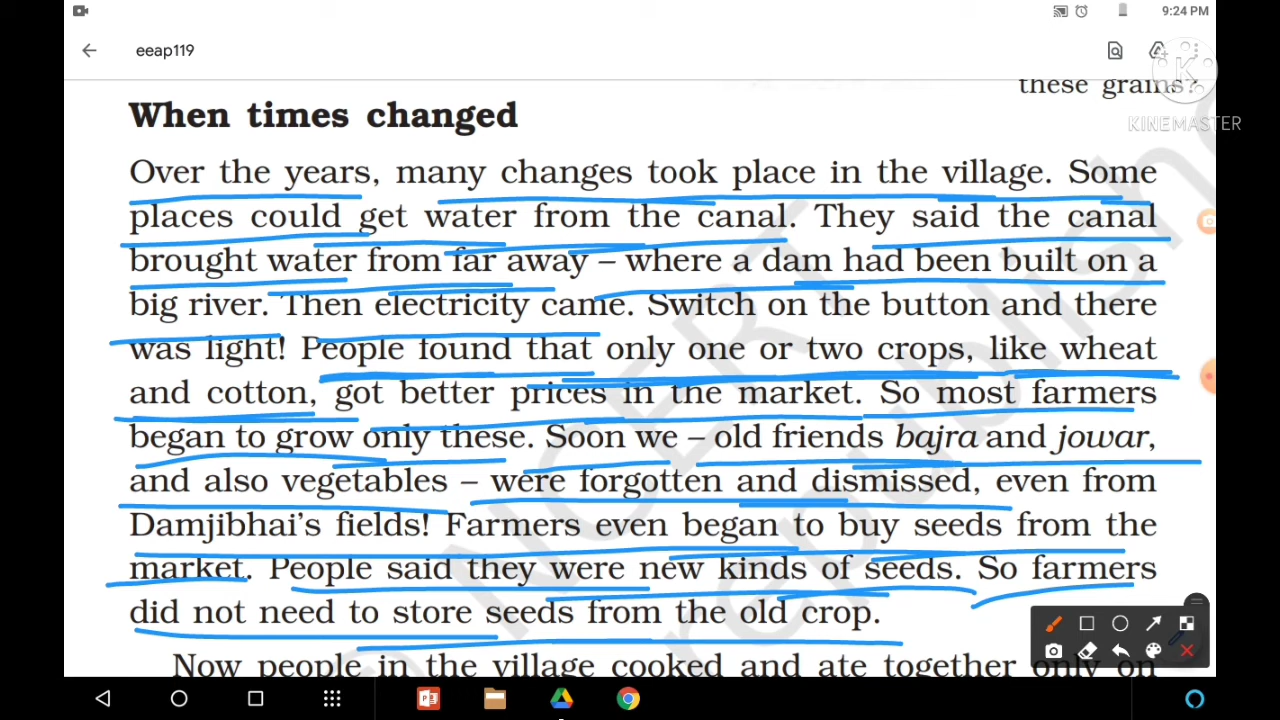 9:24 PM
eeap119
these grains?
KINEMASTER
When times changed
Over the years, many changes took place in the village. Some
places could get water from the canal. They said the canal
brought water from far away – where a dam had been built on a
big river. Then electricity came. Switch on the button and there
was light! People found that only one or two crops, like wheat
and cotton, got better prices in the market. So most farmers
began to grow only these. Soon we – old friends bajra and jowar,
and also vegetables – were forgotten and dismissed, even from
Damjibhai's fields! Farmers even began to buy seeds from the
market. People said they were new kinds of seeds. So farmers
did not need to store seeds from the old crop.
Now people in the village cooked and ate together only on